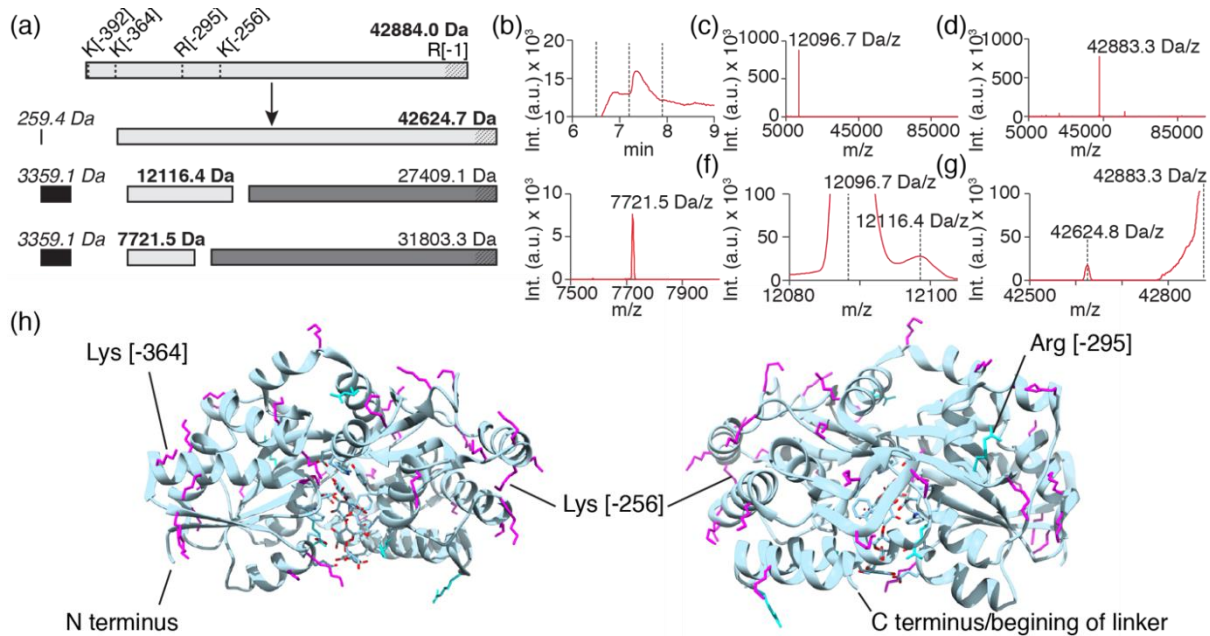 (a)
K[-392]
K[-364]
R[-295]
K[-256]
42884.0 Da
R[-1]
259.4 Da
42624.7 Da
3359.1 Da
12116.4 Da
27409.1 Da
3359.1 Da
7721.5 Da
31803.3 Da
(b)
Int. (a.u.) x 10³
20
15
10
6 7 8 9
min
(c)
Int. (a.u.) x 10³
12096.7 Da/z
1000
500
0
5000 45000 85000
m/z
(d)
Int. (a.u.) x 10³
42883.3 Da/z
1000
500
0
5000 45000 85000
m/z
Int. (a.u.) x 10³
7721.5 Da/z
10
5
0
7500 7700 7900
m/z
(f)
Int. (a.u.) x 10³
12096.7 Da/z
12116.4 Da/z
100
50
0
12080 12100
m/z
(g)
Int. (a.u.) x 10³
42883.3 Da/z
42624.8 Da/z
100
50
0
42500 42800
m/z
(h)
Lys [-364]
N terminus
Lys [-256]
Arg [-295]
C terminus/begining of linker